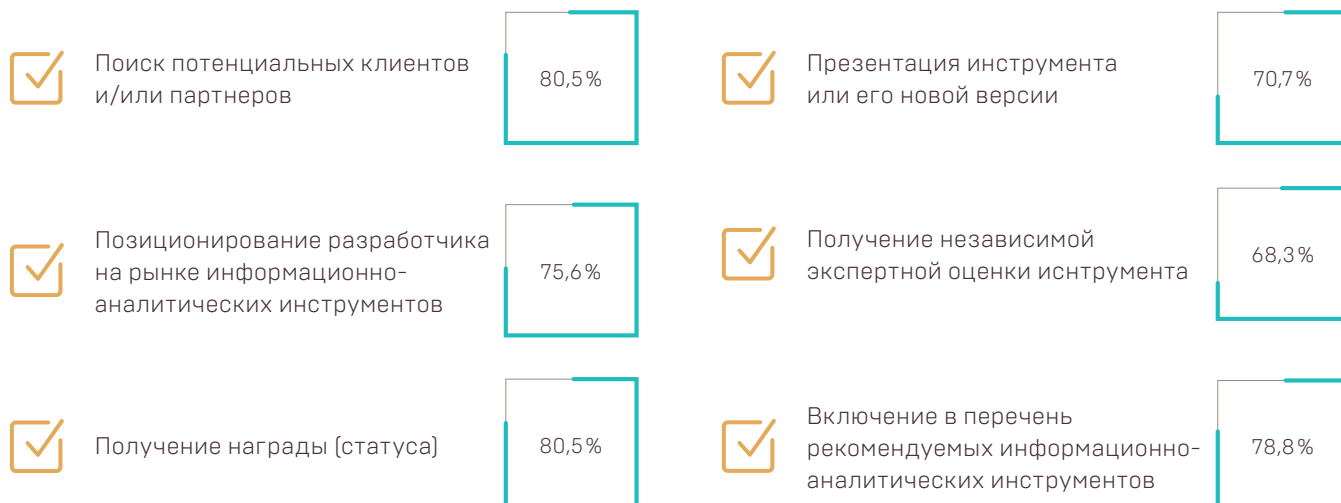 Поиск потенциальных клиентов
и/или партнеров
80,5%
Презентация инструмента
или его новой версии
70,7%
Позиционирование разработчика
на рынке информационно-
аналитических инструментов
75,6%
Получение независимой
экспертной оценки иснтрумента
68,3%
Получение награды (статуса)
80,5%
Включение в перечень
рекомендуемых информационно-
аналитических инструментов
78,8%